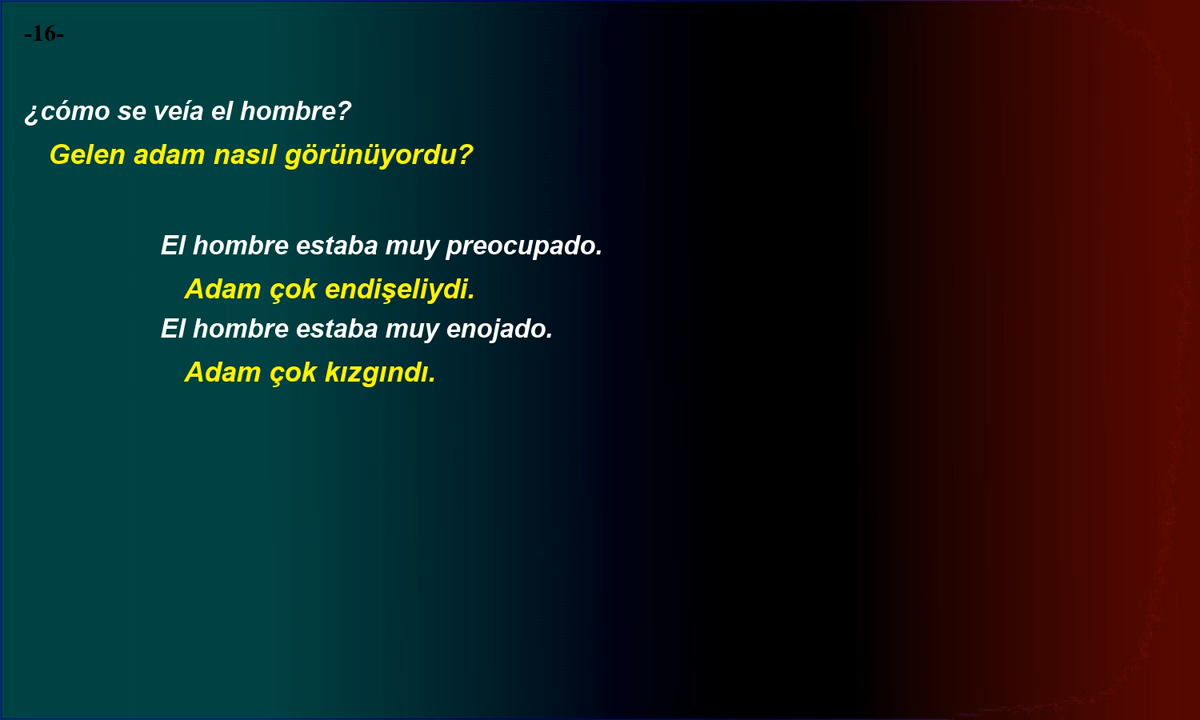 -16-
¿cómo se veía el hombre?
Gelen adam nasıl görünüyordu?
El hombre estaba muy preocupado.
Adam çok endişeliydi.
El hombre estaba muy enojado.
Adam çok kızgındı.